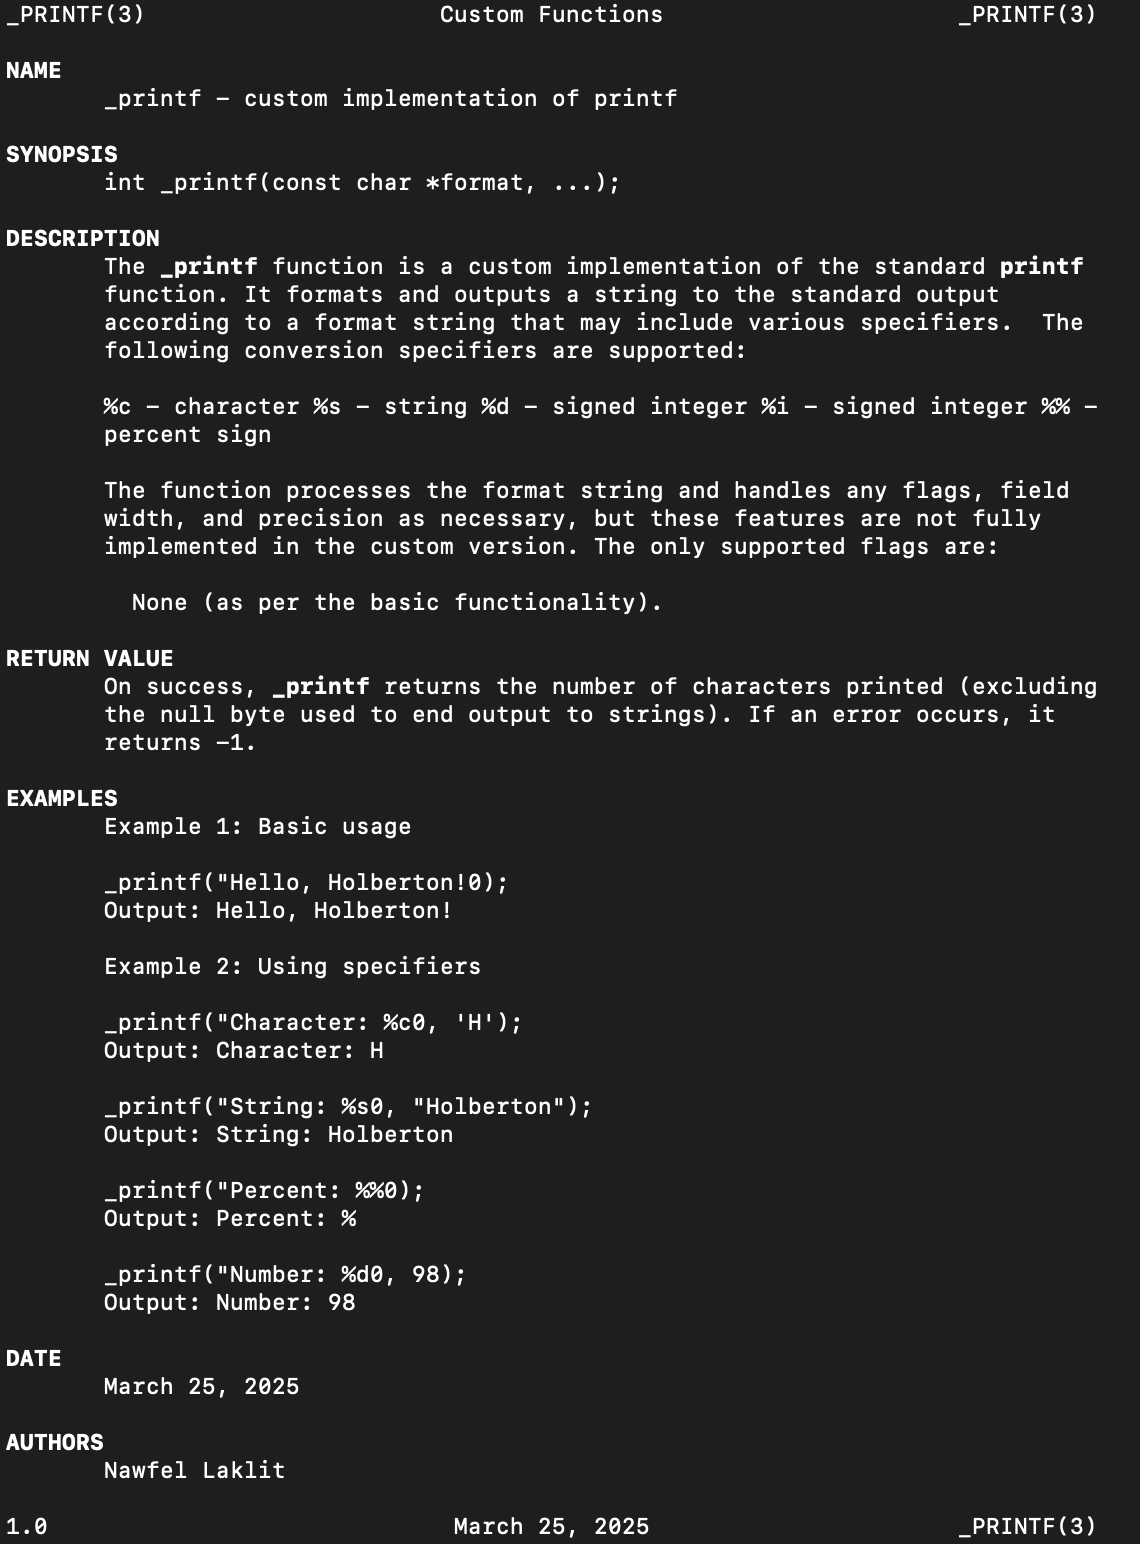 _PRINTF(3) Custom Functions _PRINTF(3)
NAME
_printf – custom implementation of printf
SYNOPSIS
int _printf(const char *format, ...);
DESCRIPTION
The _printf function is a custom implementation of the standard printf
function. It formats and outputs a string to the standard output
according to a format string that may include various specifiers.  The
following conversion specifiers are supported:
%c – character %s – string %d – signed integer %i – signed integer %% –
percent sign
The function processes the format string and handles any flags, field
width, and precision as necessary, but these features are not fully
implemented in the custom version. The only supported flags are:
None (as per the basic functionality).
RETURN VALUE
On success, _printf returns the number of characters printed (excluding
the null byte used to end output to strings). If an error occurs, it
returns –1.
EXAMPLES
Example 1: Basic usage
_printf("Hello, Holberton!0);
Output: Hello, Holberton!
Example 2: Using specifiers
_printf("Character: %c0, 'H');
Output: Character: H
_printf("String: %s0, "Holberton");
Output: String: Holberton
_printf("Percent: %%0);
Output: Percent: %
_printf("Number: %d0, 98);
Output: Number: 98
DATE
March 25, 2025
AUTHORS
Nawfel Laklit
1.0 March 25, 2025 _PRINTF(3)